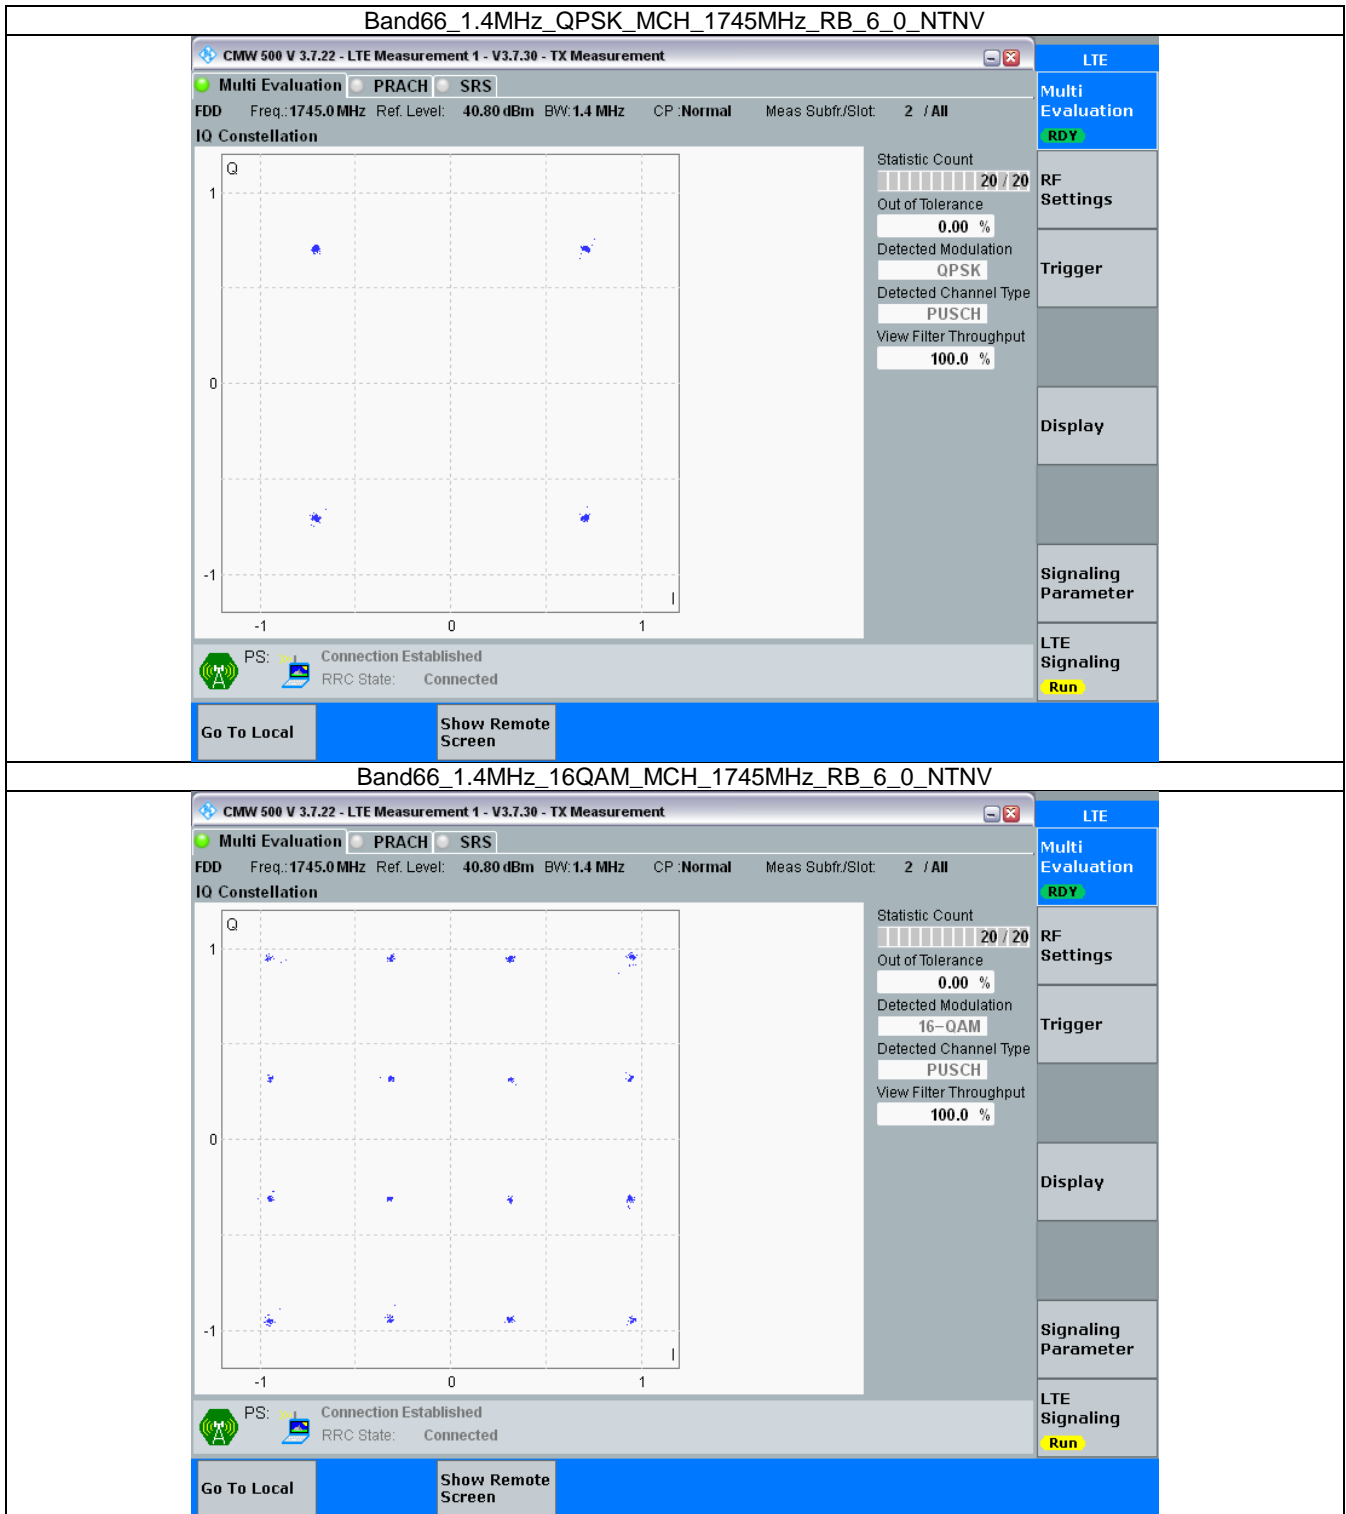 Band66_1.4MHz_QPSK_MCH_1745MHz_RB_6_0_NTNV
CMW 500 V 3.7.22 - LTE Measurement 1 - V3.7.30 - TX Measurement
LTE
Multi Evaluation PRACH SRS
Multi
Evaluation
RDY
FDD Freq.: 1745.0 MHz Ref. Level: 40.80 dBm BW: 1.4 MHz CP : Normal Meas Subfr./Slot: 2 / All
IQ Constellation
Q
1
0
-1
-1 0 1
I
Statistic Count
20 / 20
Out of Tolerance
0.00 %
Detected Modulation
QPSK
Detected Channel Type
PUSCH
View Filter Throughput
100.0 %
RF
Settings
Trigger
Display
Signaling
Parameter
LTE
Signaling
Run
PS: Connection Established
RRC State: Connected
Go To Local
Show Remote
Screen
Band66_1.4MHz_16QAM_MCH_1745MHz_RB_6_0_NTNV
CMW 500 V 3.7.22 - LTE Measurement 1 - V3.7.30 - TX Measurement
LTE
Multi Evaluation PRACH SRS
Multi
Evaluation
RDY
FDD Freq.: 1745.0 MHz Ref. Level: 40.80 dBm BW: 1.4 MHz CP : Normal Meas Subfr./Slot: 2 / All
IQ Constellation
Q
1
0
-1
-1 0 1
I
Statistic Count
20 / 20
Out of Tolerance
0.00 %
Detected Modulation
16-QAM
Detected Channel Type
PUSCH
View Filter Throughput
100.0 %
RF
Settings
Trigger
Display
Signaling
Parameter
LTE
Signaling
Run
PS: Connection Established
RRC State: Connected
Go To Local
Show Remote
Screen